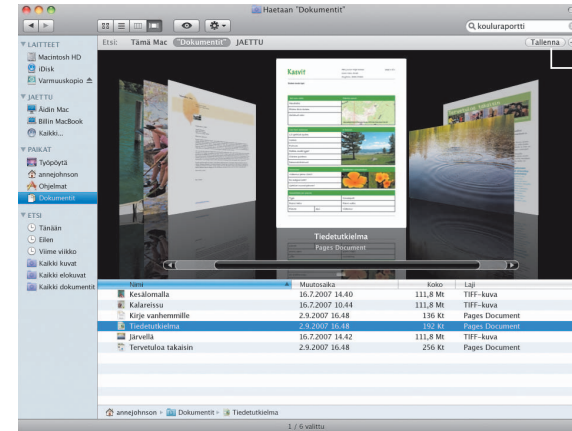 Haetaan "Dokumentit"
kouluraportti
Etsi: Tämä Mac "Dokumentit" JAETTU Tallenna
LAITTEET
Macintosh HD
iDisk
Varmuuskopio
JAETTU
Äidin Mac
Billin MacBook
Kaikki...
PAIKAT
Työpöytä
annejohnson
Ohjelmat
Dokumentit
ETSI
Tänään
Eilen
Viime viikko
Kaikki kuvat
Kaikki elokuvat
Kaikki dokumentit
Kasvit
Tiedetutkielma
Pages Document
Nimi Muutosaika Koko Laji
Kesälomalla 16.7.2007 14.40 111,8 Mt TIFF-kuva
Kalareissu 16.7.2007 10.44 111,8 Mt TIFF-kuva
Kirje vanhemmille 2.9.2007 16.48 136 Kt Pages Document
Tiedetutkielma 2.9.2007 16.48 192 Kt Pages Document
Järvellä 16.7.2007 14.42 111,8 Mt TIFF-kuva
Tervetuloa takaisin 2.9.2007 16.48 256 Kt Pages Document
annejohnson ▸ Dokumentit ▸ Tiedetutkielma
1 / 6 valittu